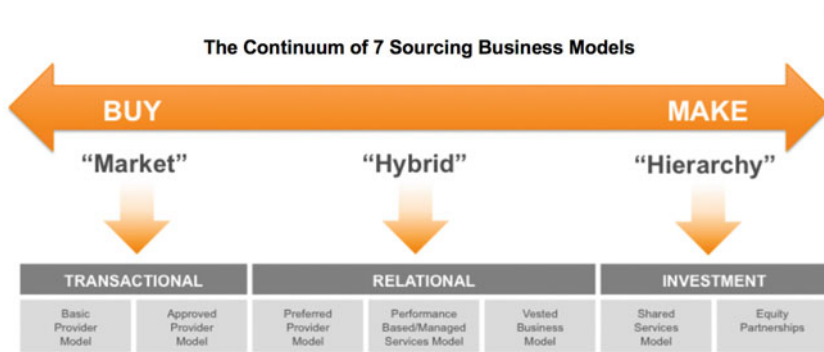 The Continuum of 7 Sourcing Business Models
BUY MAKE
“Market” “Hybrid” “Hierarchy”
TRANSACTIONAL RELATIONAL INVESTMENT
Basic
Provider
Model
Approved
Provider
Model
Preferred
Provider
Model
Performance
Based/Managed
Services Model
Vested
Business
Model
Shared
Services
Model
Equity
Partnerships